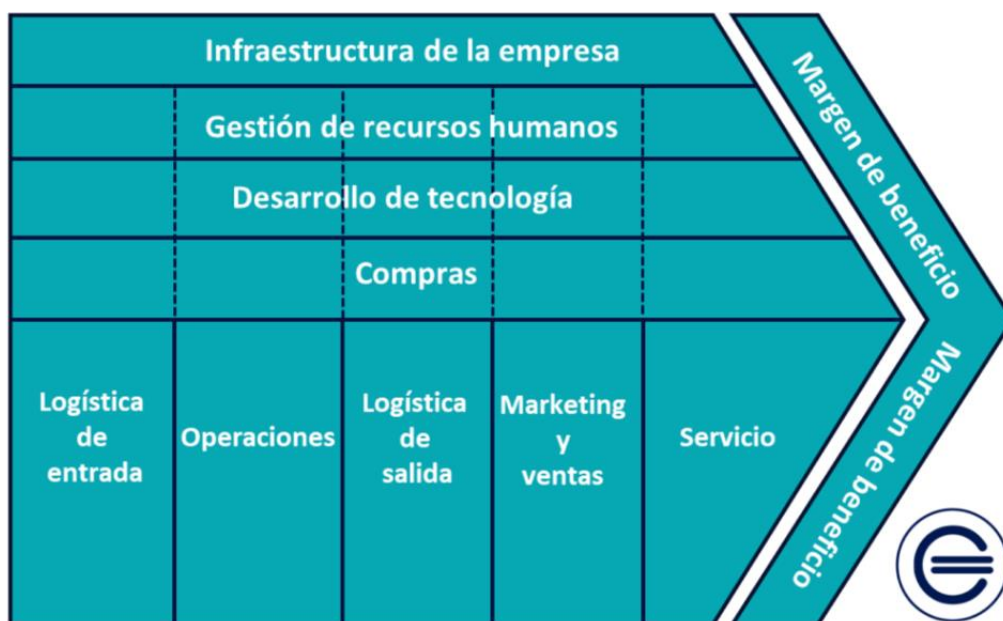 Infraestructura de la empresa
Gestión de recursos humanos
Desarrollo de tecnología
Compras
Logística
de
entrada
Operaciones
Logística
de
salida
Marketing
y
ventas
Servicio
Margen de beneficio
Margen de beneficio